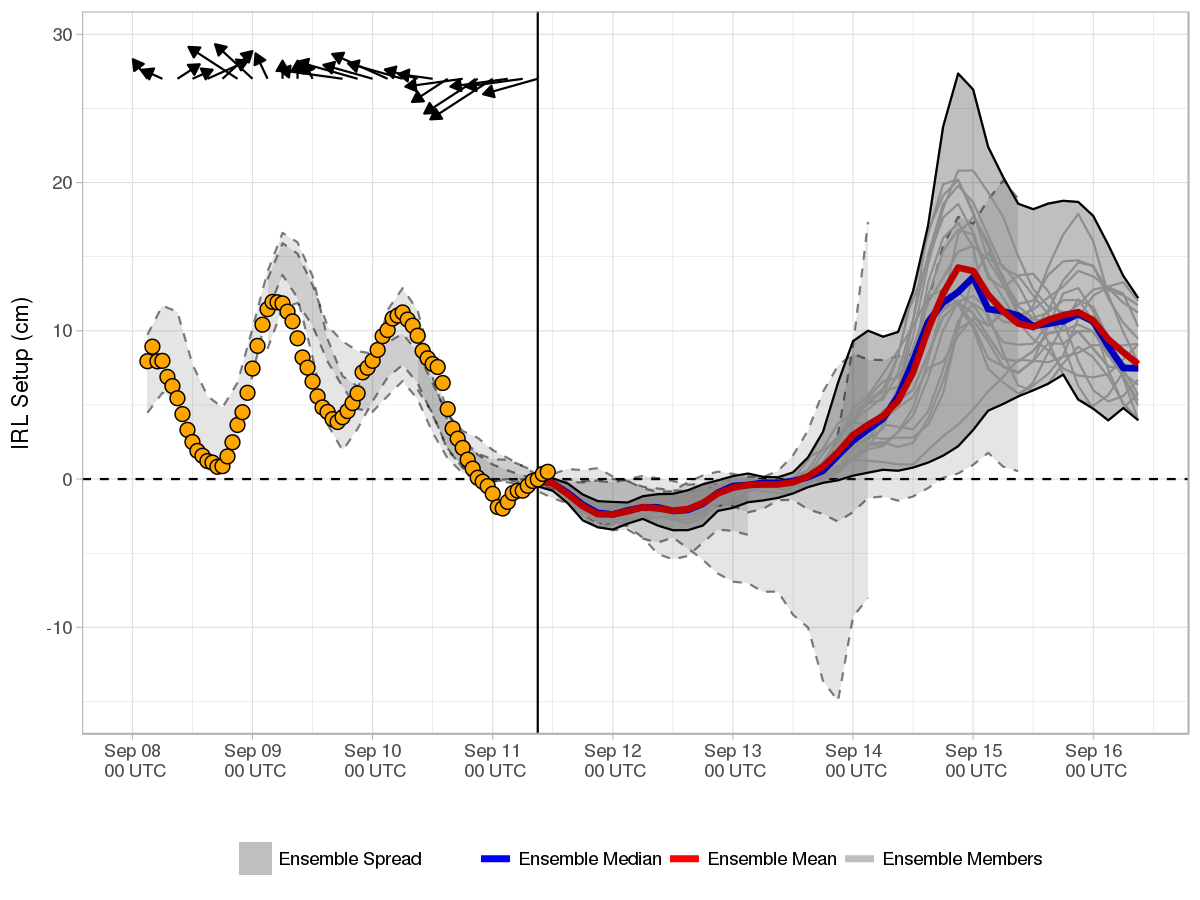 IRL Setup (cm)
30
20
10
0
-10
Sep 08
00 UTC
Sep 09
00 UTC
Sep 10
00 UTC
Sep 11
00 UTC
Sep 12
00 UTC
Sep 13
00 UTC
Sep 14
00 UTC
Sep 15
00 UTC
Sep 16
00 UTC
Ensemble Spread
Ensemble Median
Ensemble Mean
Ensemble Members